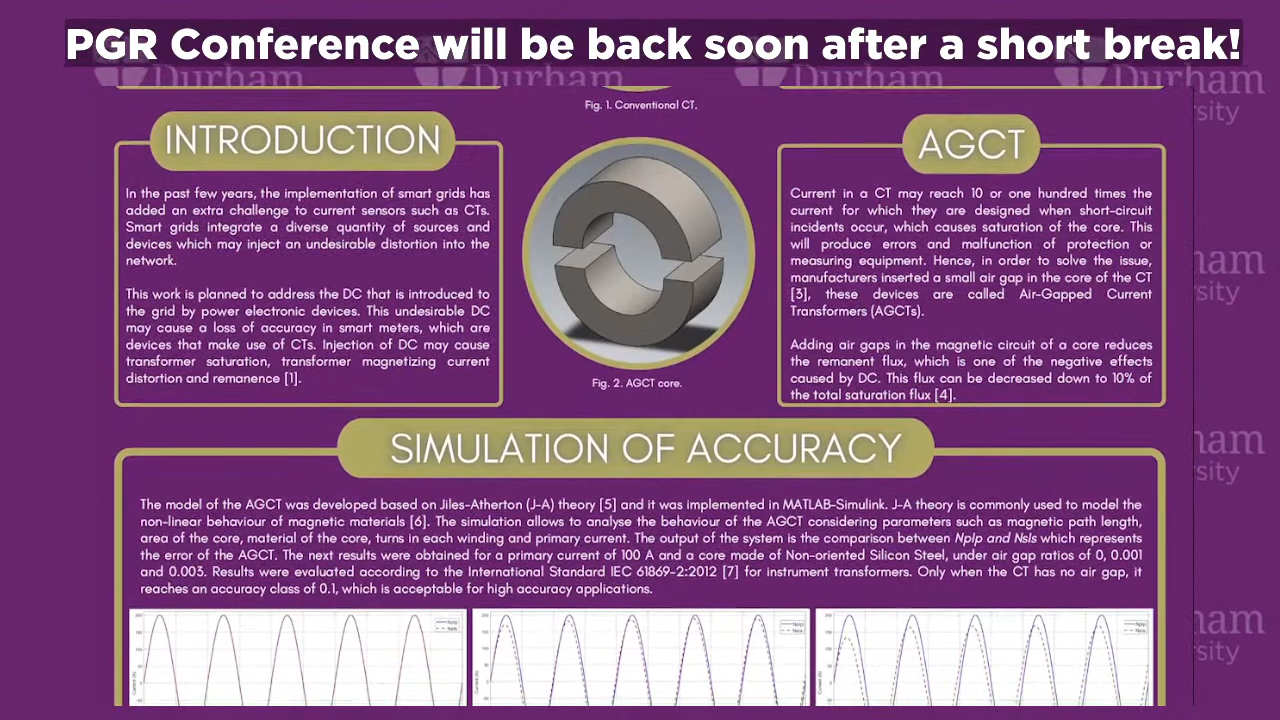 PGR Conference will be back soon after a short break!
Durham
Durham
Durham
Durham
rsity
Fig. 1. Conventional CT.
INTRODUCTION
In the past few years, the implementation of smart grids has
added an extra challenge to current sensors such as CTs.
Smart grids integrate a diverse quantity of sources and
devices which may inject an undesirable distortion into the
network.
This work is planned to address the DC that is introduced to
the grid by power electronic devices. This undesirable DC
may cause a loss of accuracy in smart meters, which are
devices that make use of CTs. Injection of DC may cause
transformer saturation, transformer magnetizing current
distortion and remanence [1].
Fig. 2. AGCT core.
AGCT
Current in a CT may reach 10 or one hundred times the
current for which they are designed when short-circuit
incidents occur, which causes saturation of the core. This
will produce errors and malfunction of protection or
measuring equipment. Hence, in order to solve the issue,
manufacturers inserted a small air gap in the core of the CT
[3], these devices are called Air-Gapped Current
Transformers (AGCTs).
Adding air gaps in the magnetic circuit of a core reduces
the remanent flux, which is one of the negative effects
caused by DC. This flux can be decreased down to 10% of
the total saturation flux [4].
ham
rsity
SIMULATION OF ACCURACY
The model of the AGCT was developed based on Jiles-Atherton (J-A) theory [5] and it was implemented in MATLAB-Simulink. J-A theory is commonly used to model the
non-linear behaviour of magnetic materials [6]. The simulation allows to analyse the behaviour of the AGCT considering parameters such as magnetic path length,
area of the core, material of the core, turns in each winding and primary current. The output of the system is the comparison between NpIp and NsIs which represents
the error of the AGCT. The next results were obtained for a primary current of 100 A and a core made of Non-oriented Silicon Steel, under air gap ratios of 0, 0.001
and 0.003. Results were evaluated according to the International Standard IEC 61869-2:2012 [7] for instrument transformers. Only when the CT has no air gap, it
reaches an accuracy class of 0.1, which is acceptable for high accuracy applications.
ham
rsity
ham
rsity